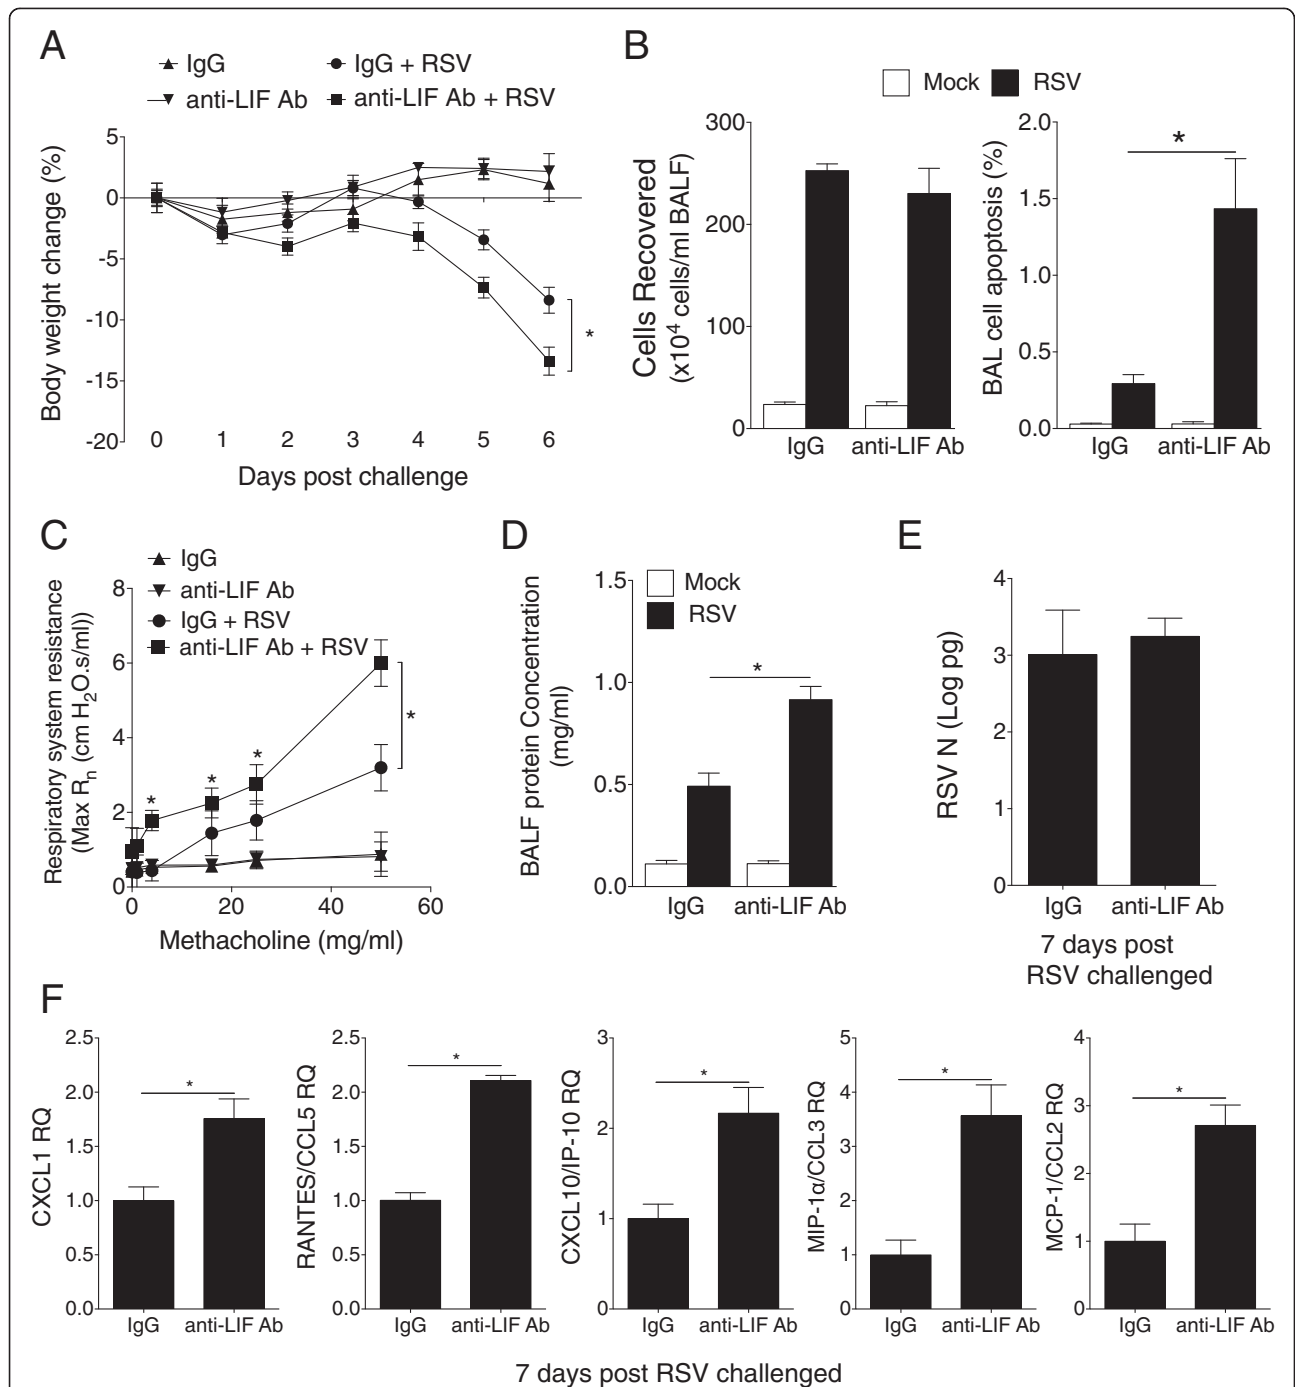 A
IgG
IgG + RSV
anti-LIF Ab
anti-LIF Ab + RSV
Body weight change (%)
5
0
-5
-10
-15
-20
*
0 1 2 3 4 5 6
Days post challenge
B
Mock RSV
Cells Recovered
(x10⁴ cells/ml BALF)
300
200
100
0
IgG anti-LIF Ab
BAL cell apoptosis (%)
2.0
1.5
1.0
0.5
0.0
*
IgG anti-LIF Ab
C
IgG
anti-LIF Ab
IgG + RSV
anti-LIF Ab + RSV
Respiratory system resistance
(Max Rₙ (cm H₂O.s/ml))
8
6
4
2
0
* * * *
0 20 40 60
Methacholine (mg/ml)
D
Mock
RSV
BALF protein Concentration
(mg/ml)
1.5
1.0
0.5
0.0
*
IgG anti-LIF Ab
E
RSV N (Log pg)
4
3
2
1
0
IgG anti-LIF Ab
7 days post
RSV challenged
F
CXCL1 RQ
2.5
2.0
1.5
1.0
0.5
0.0
*
IgG anti-LIF Ab
RANTES/CCL5 RQ
2.5
2.0
1.5
1.0
0.5
0.0
*
IgG anti-LIF Ab
CXCL10/IP-10 RQ
3
2
1
0
*
IgG anti-LIF Ab
MIP-1α/CCL3 RQ
5
4
3
2
1
0
*
IgG anti-LIF Ab
MCP-1/CCL2 RQ
4
3
2
1
0
*
IgG anti-LIF Ab
7 days post RSV challenged